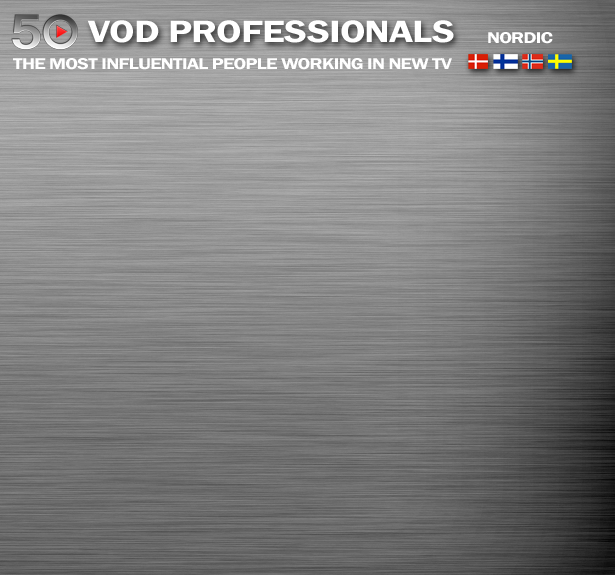 50 VOD PROFESSIONALS
NORDIC
THE MOST INFLUENTIAL PEOPLE WORKING IN NEW TV